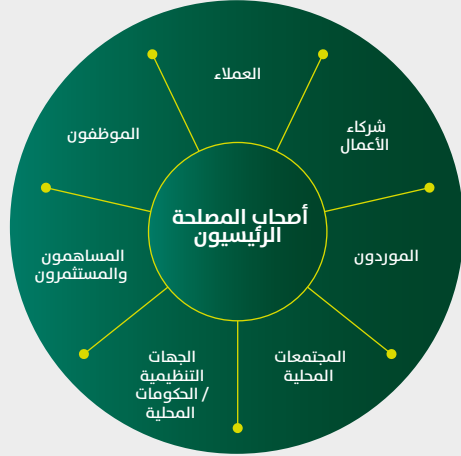 أصحاب المصلحة
الرئيسيون
العملاء
شركاء
الأعمال
الموردون
المجتمعات
المحلية
الجهات
التنظيمية
/ الحكومات
المحلية
المساهمون
والمستثمرون
الموظفون